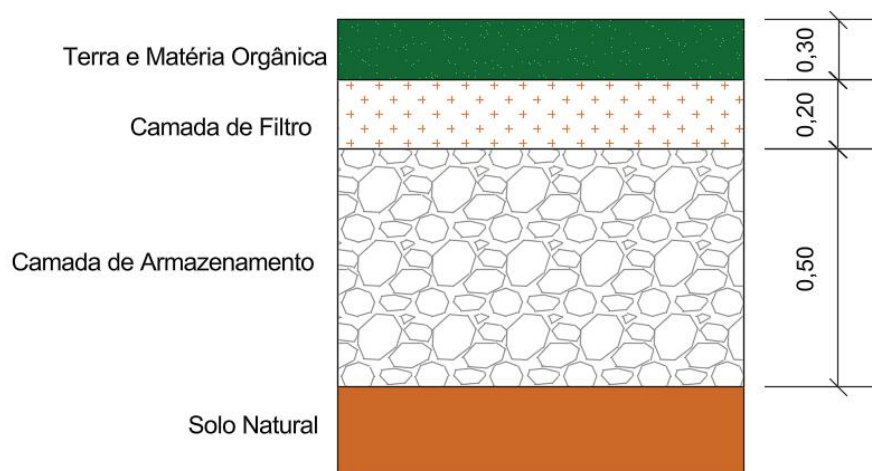 Terra e Matéria Orgânica
0,30
Camada de Filtro
0,20
Camada de Armazenamento
0,50
Solo Natural